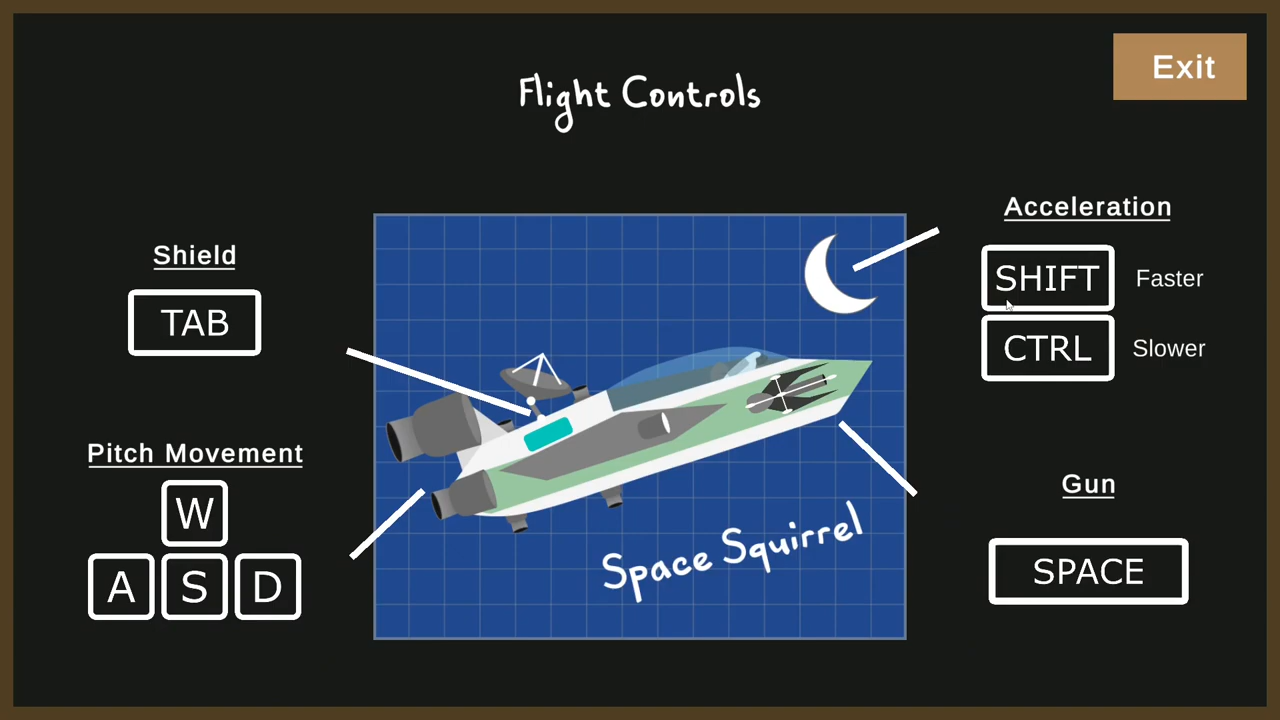 Exit
Flight Controls
Acceleration
SHIFT Faster
CTRL Slower
Shield
TAB
Pitch Movement
W
A S D
Gun
SPACE
Space Squirrel